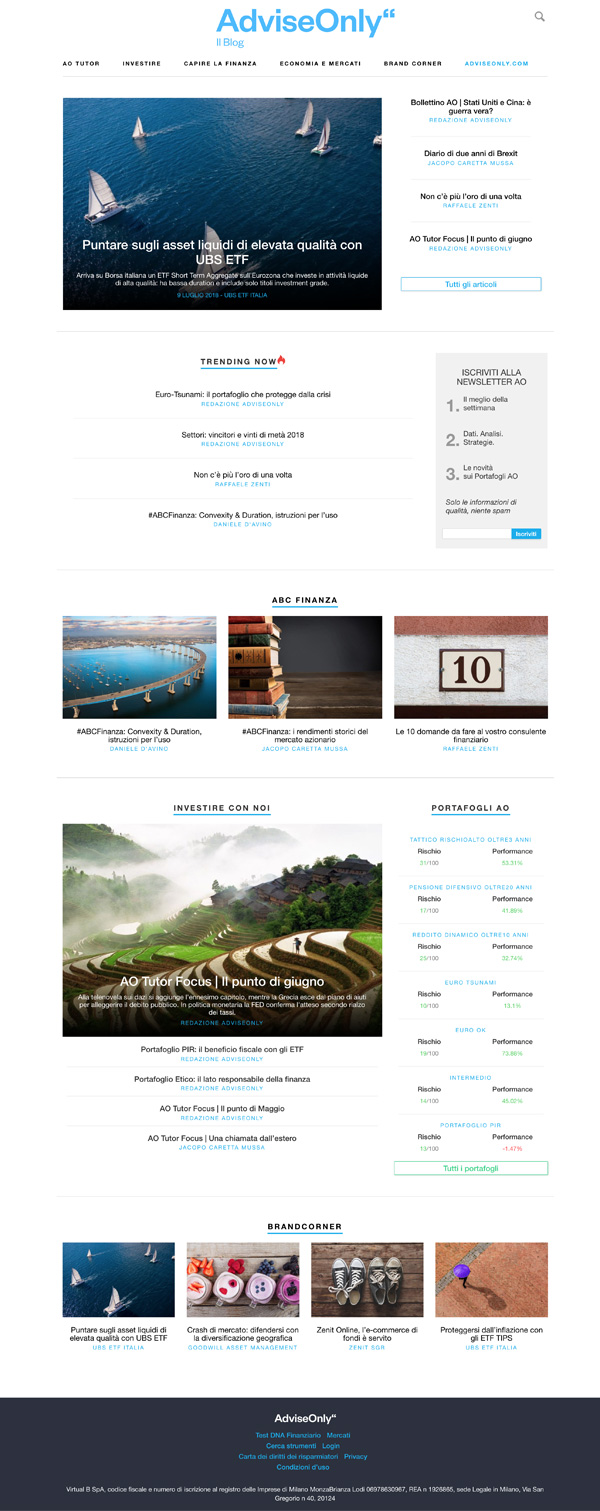 AdviseOnly“
Il Blog
AO TUTOR INVESTIRE CAPIRE LA FINANZA ECONOMIA E MERCATI BRAND CORNER ADVISEONLY.COM
Puntare sugli asset liquidi di elevata qualità con
UBS ETF
Arriva su Borsa italiana un ETF Short Term Aggregate sull'Eurozona che investe in attività liquide
di alta qualità: ha bassa duration e include solo titoli investment grade.
9 LUGLIO 2018 - UBS ETF ITALIA
Bollettino AO | Stati Uniti e Cina: è
guerra vera?
REDAZIONE ADVISEONLY
Diario di due anni di Brexit
JACOPO CARETTA MUSSA
Non c'è più l'oro di una volta
RAFFAELE ZENTI
AO Tutor Focus | Il punto di giugno
REDAZIONE ADVISEONLY
Tutti gli articoli
TRENDING NOW
Euro-Tsunami: il portafoglio che protegge dalla crisi
REDAZIONE ADVISEONLY
Settori: vincitori e vinti di metà 2018
REDAZIONE ADVISEONLY
Non c'è più l'oro di una volta
RAFFAELE ZENTI
#ABCFinanza: Convexity & Duration, istruzioni per l'uso
DANIELE D'AVINO
ISCRIVITI ALLA
NEWSLETTER AO
1. Il meglio della
settimana
2. Dati. Analisi.
Strategie.
3. Le novità
sui Portafogli AO
Solo le informazioni di
qualità, niente spam
Iscriviti
ABC FINANZA
10
#ABCFinanza: Convexity & Duration,
istruzioni per l'uso
DANIELE D'AVINO
#ABCFinanza: i rendimenti storici del
mercato azionario
JACOPO CARETTA MUSSA
Le 10 domande da fare al vostro consulente
finanziario
RAFFAELE ZENTI
INVESTIRE CON NOI
AO Tutor Focus | Il punto di giugno
Alla telenovela sui dazi si aggiunge l'ennesimo capitolo, mentre la Grecia esce dal piano di aiuti
per alleggerire il debito pubblico. In politica monetaria la FED conferma l'atteso secondo rialzo
dei tassi.
REDAZIONE ADVISEONLY
Portafoglio PIR: il beneficio fiscale con gli ETF
REDAZIONE ADVISEONLY
Portafoglio Etico: il lato responsabile della finanza
REDAZIONE ADVISEONLY
AO Tutor Focus | Il punto di Maggio
REDAZIONE ADVISEONLY
AO Tutor Focus | Una chiamata dall'estero
JACOPO CARETTA MUSSA
PORTAFOGLI AO
TATTICO RISCHIOALTO OLTRE3 ANNI
Rischio Performance
31/100 53.31%
PENSIONE DIFENSIVO OLTRE20 ANNI
Rischio Performance
17/100 41.89%
REDDITO DINAMICO OLTRE10 ANNI
Rischio Performance
25/100 32.74%
EURO TSUNAMI
Rischio Performance
10/100 13.1%
EURO OK
Rischio Performance
19/100 73.86%
INTERMEDIO
Rischio Performance
14/100 45.02%
PORTAFOGLIO PIR
Rischio Performance
13/100 -1.47%
Tutti i portafogli
BRANDCORNER
Puntare sugli asset liquidi di
elevata qualità con UBS ETF
UBS ETF ITALIA
Crash di mercato: difendersi con
la diversificazione geografica
GOODWILL ASSET MANAGEMENT
Zenit Online, l'e-commerce di
fondi è servito
ZENIT SGR
Proteggersi dall'inflazione con
gli ETF TIPS
UBS ETF ITALIA
AdviseOnly“
Test DNA Finanziario Mercati
Cerca strumenti Login
Carta dei diritti dei risparmiatori Privacy
Condizioni d'uso
Virtual B SpA, codice fiscale e numero di iscrizione al registro delle Imprese di Milano MonzaBrianza Lodi 06978630967, REA n 1926865, sede Legale in Milano, Via San
Gregorio n 40, 20124